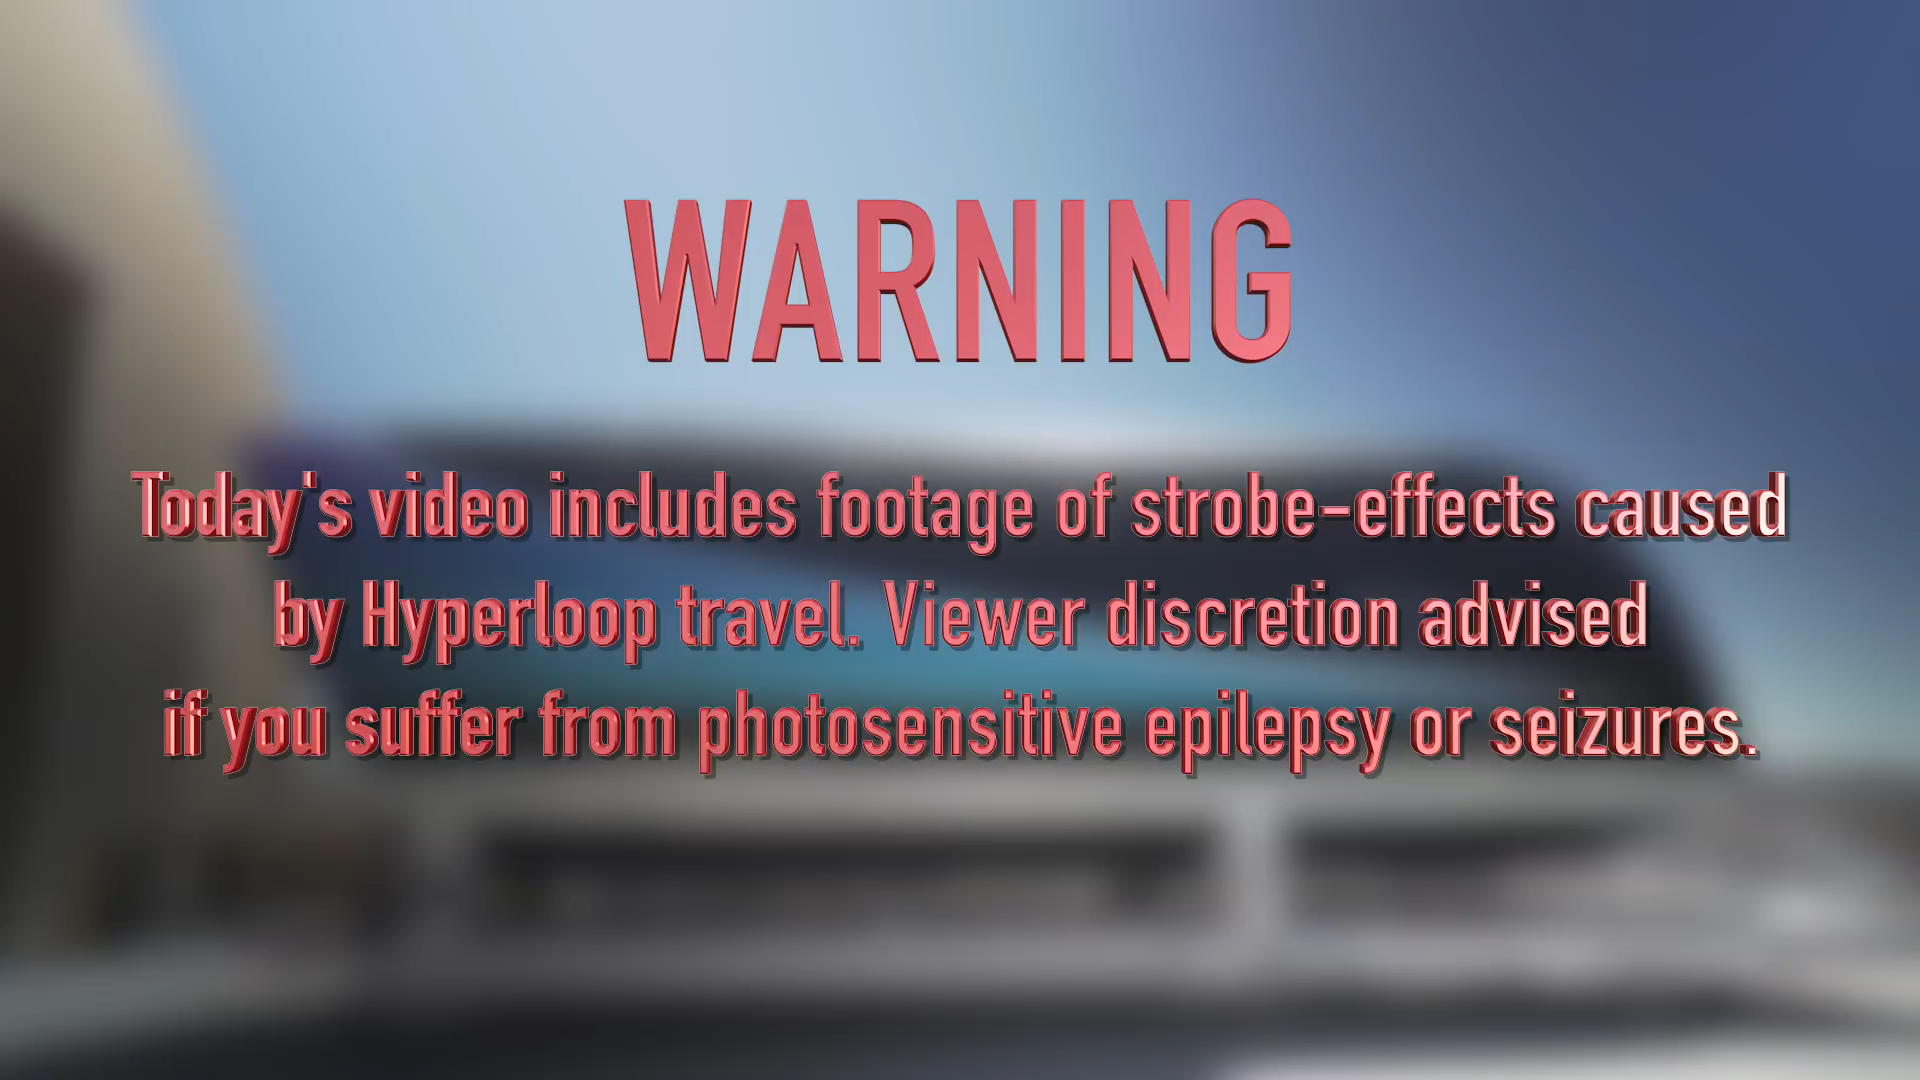 WARNING
Today's video includes footage of strobe-effects caused
by Hyperloop travel. Viewer discretion advised
if you suffer from photosensitive epilepsy or seizures.